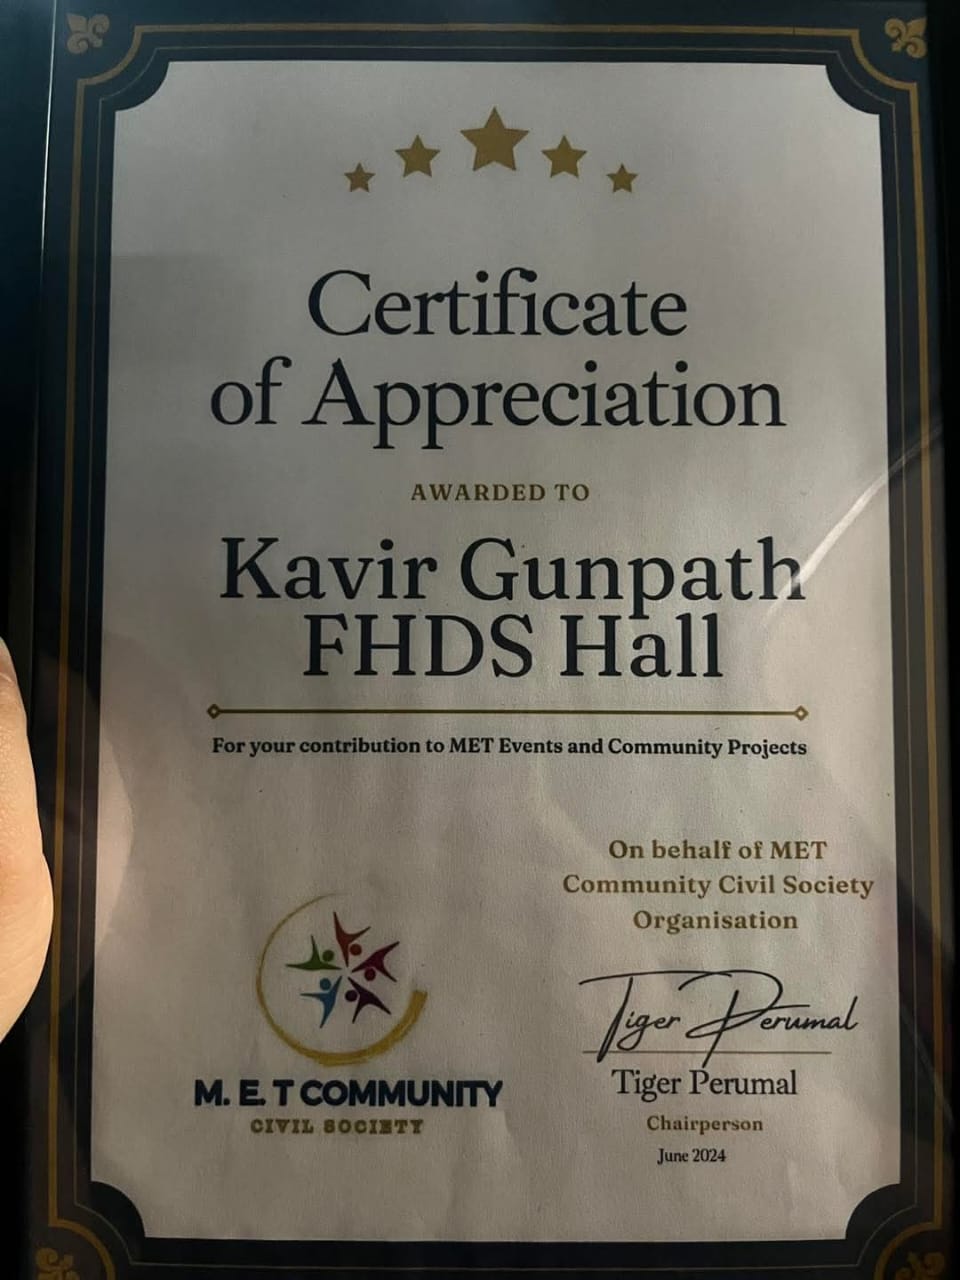 Certificate
of Appreciation
AWARDED TO
Kavir Gunpath
FHDS Hall
For your contribution to MET Events and Community Projects
On behalf of MET
Community Civil Society
Organisation
Tiger Perumal
Tiger Perumal
Chairperson
June 2024
M. E. T COMMUNITY
CIVIL SOCIETY